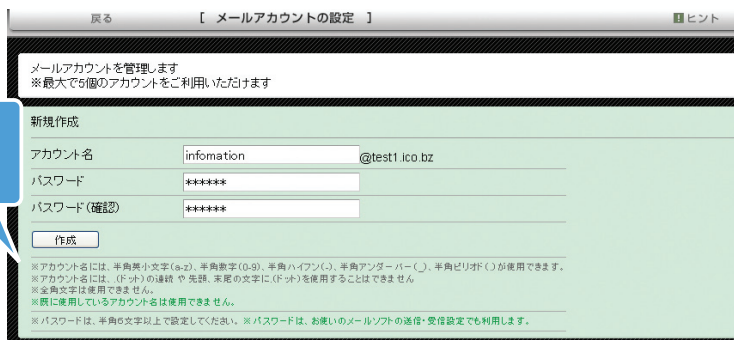 戻る [ メールアカウントの設定 ] ヒント
メールアカウントを管理します
※最大で5個のアカウントをご利用いただけます
新規作成
アカウント名 infomation @test1.ico.bz
パスワード ******
パスワード(確認) ******
作成
※アカウント名には、半角英小文字(a-z)、半角数字(0-9)、半角ハイフン(-)、半角アンダーバー(_)、半角ピリオド(.)が使用できます。
※アカウント名には、.(ドット)の連続 や 先頭、末尾の文字に.(ドット)を使用することはできません
※全角文字は使用できません。
※既に使用しているアカウント名は使用できません。
※パスワードは、半角6文字以上で設定してください。※パスワードは、お使いのメールソフトの送信・受信設定でも利用します。